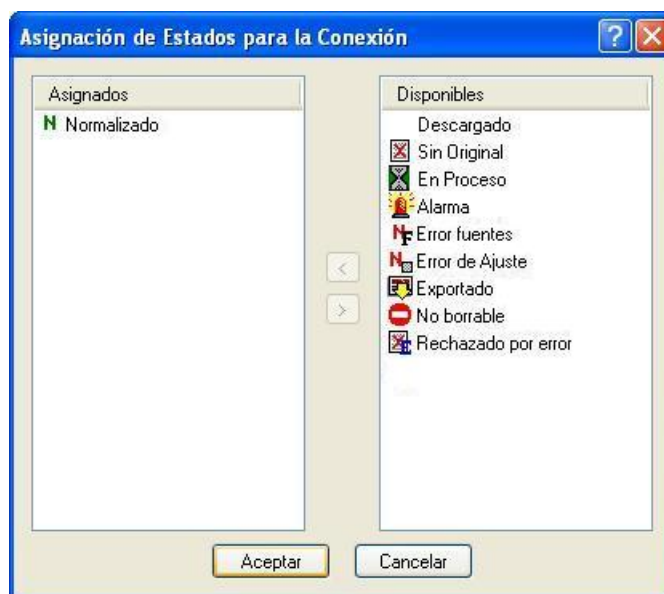 Asignación de Estados para la Conexión
Asignados
N Normalizado
Disponibles
Descargado
Sin Original
En Proceso
Alarma
NF Error fuentes
N Error de Ajuste
Exportado
No borrable
E Rechazado por error
<
>
Aceptar
Cancelar